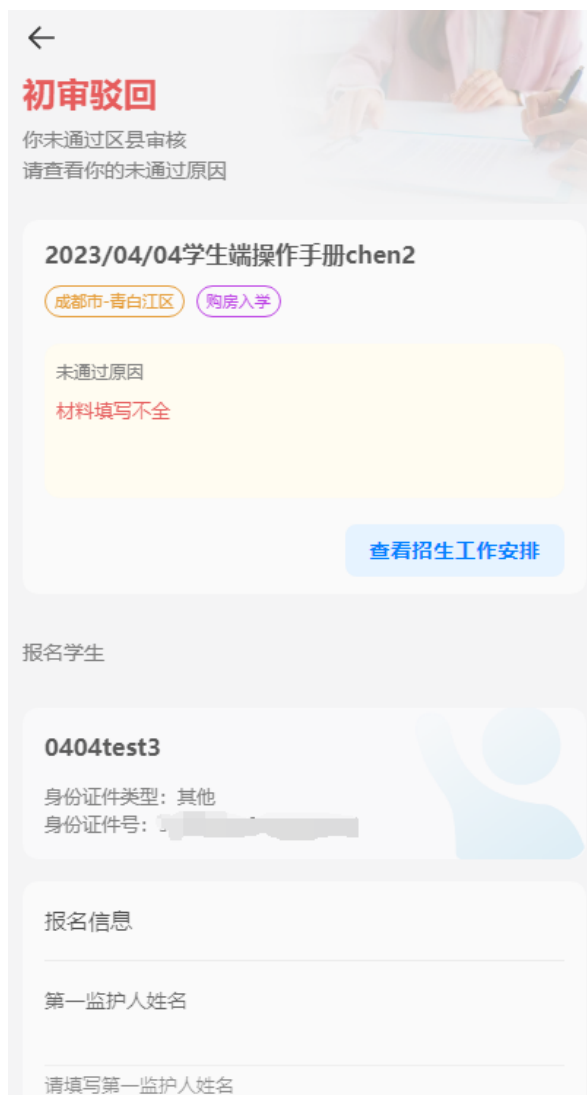 初审驳回
你未通过区县审核
请查看你的未通过原因
2023/04/04学生端操作手册chen2
成都市-青白江区 购房入学
未通过原因
材料填写不全
查看招生工作安排
报名学生
0404test3
身份证件类型：其他
身份证件号：
报名信息
第一监护人姓名
请填写第一监护人姓名